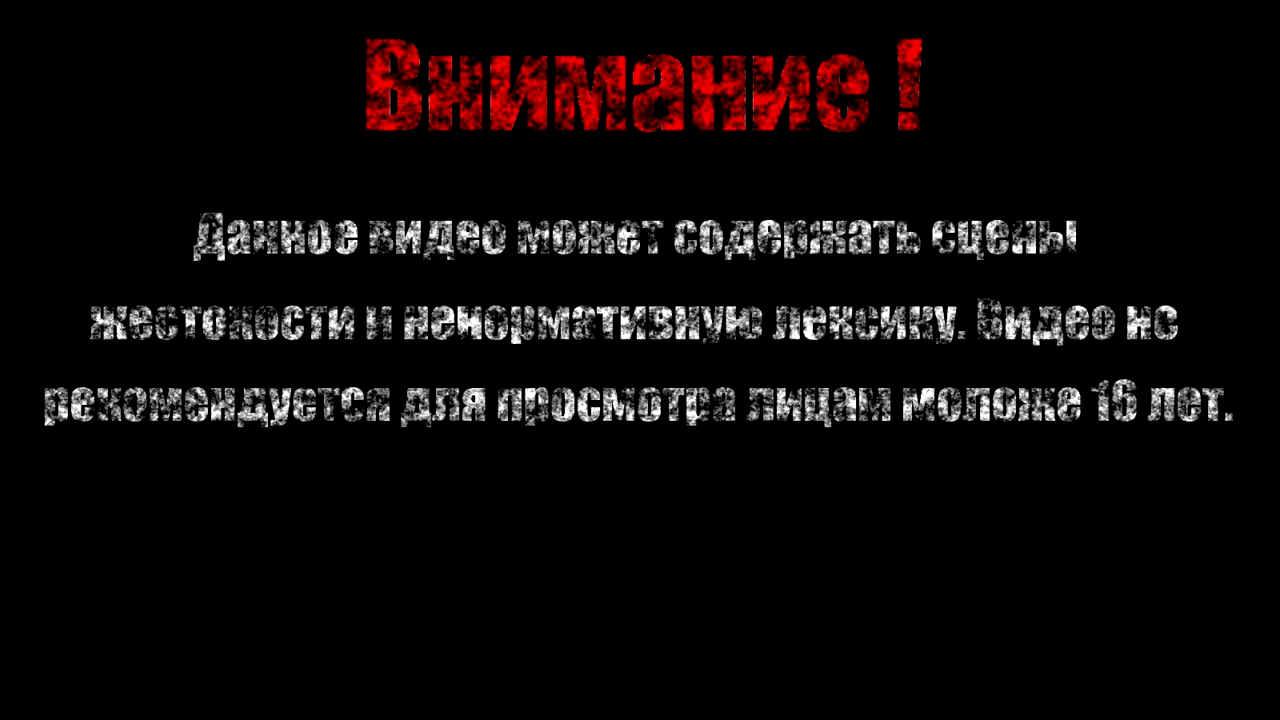 Внимание !
Данное видео может содержать сцены
жестокости и ненормативную лексику. Видео не
рекомендуется для просмотра лицам моложе 16 лет.